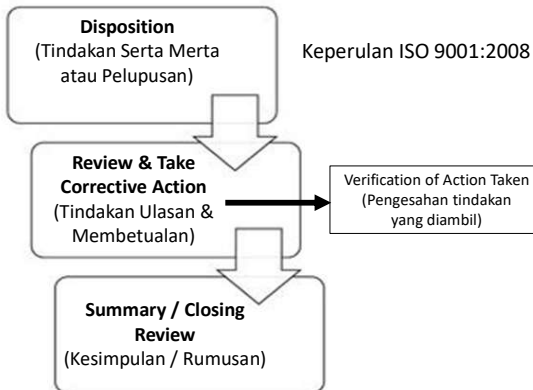 Disposition
(Tindakan Serta Merta
atau Pelupusan)
Keperulan ISO 9001:2008
Review & Take
Corrective Action
(Tindakan Ulasan &
Membetualan)
Verification of Action Taken
(Pengesahan tindakan
yang diambil)
Summary / Closing
Review
(Kesimpulan / Rumusan)